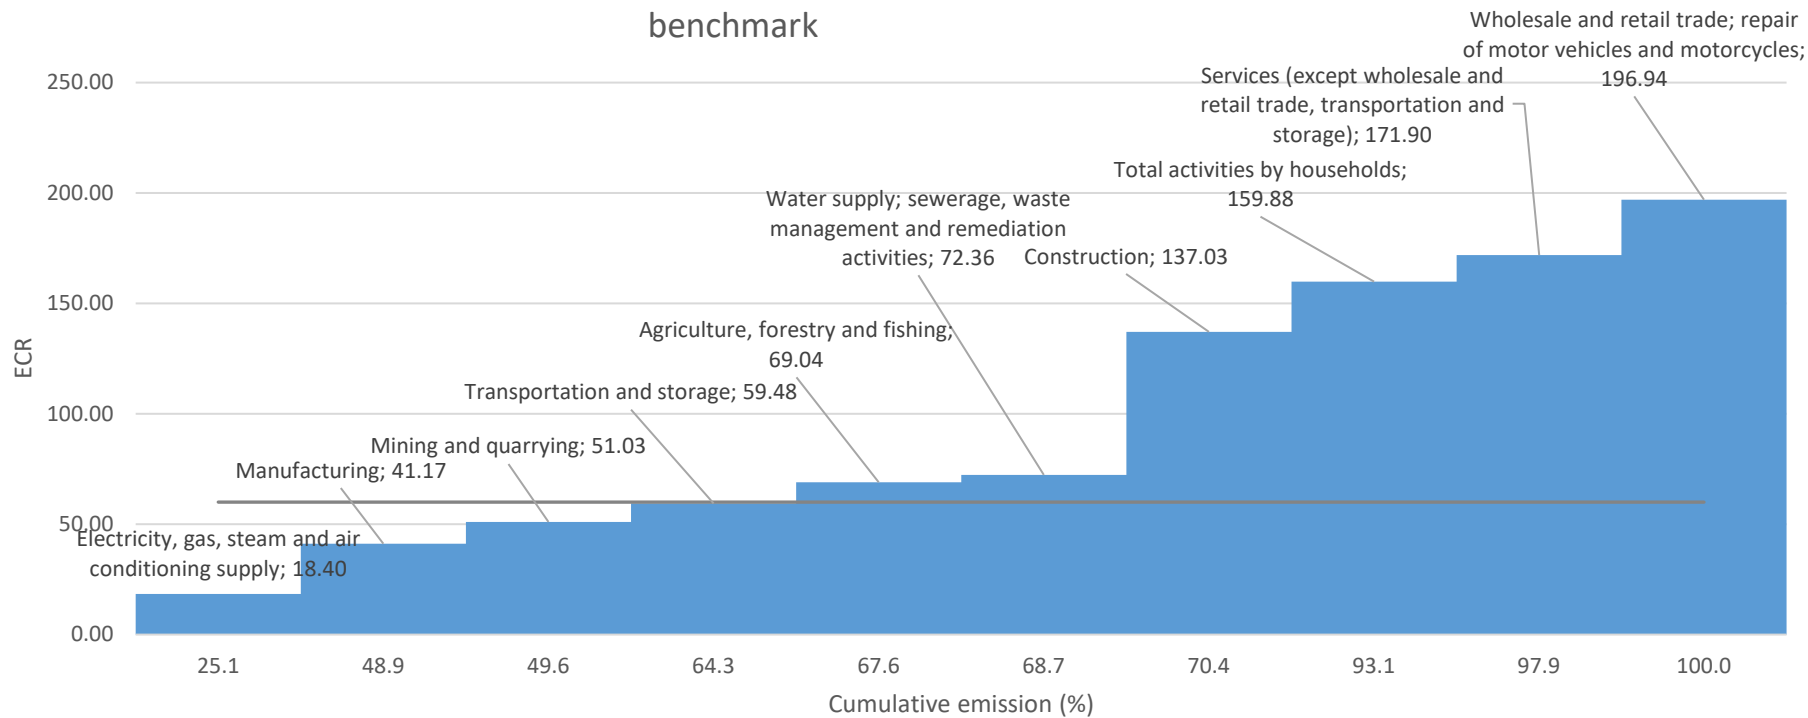 benchmark
Wholesale and retail trade; repair
of motor vehicles and motorcycles;
196.94
Services (except wholesale and
retail trade, transportation and
storage); 171.90
Total activities by households;
159.88
Water supply; sewerage, waste
management and remediation
activities; 72.36
Construction; 137.03
Agriculture, forestry and fishing;
69.04
Transportation and storage; 59.48
Mining and quarrying; 51.03
Manufacturing; 41.17
Electricity, gas, steam and air
conditioning supply; 18.40
250.00
200.00
150.00
100.00
50.00
0.00
ECR
25.1 48.9 49.6 64.3 67.6 68.7 70.4 93.1 97.9 100.0
Cumulative emission (%)